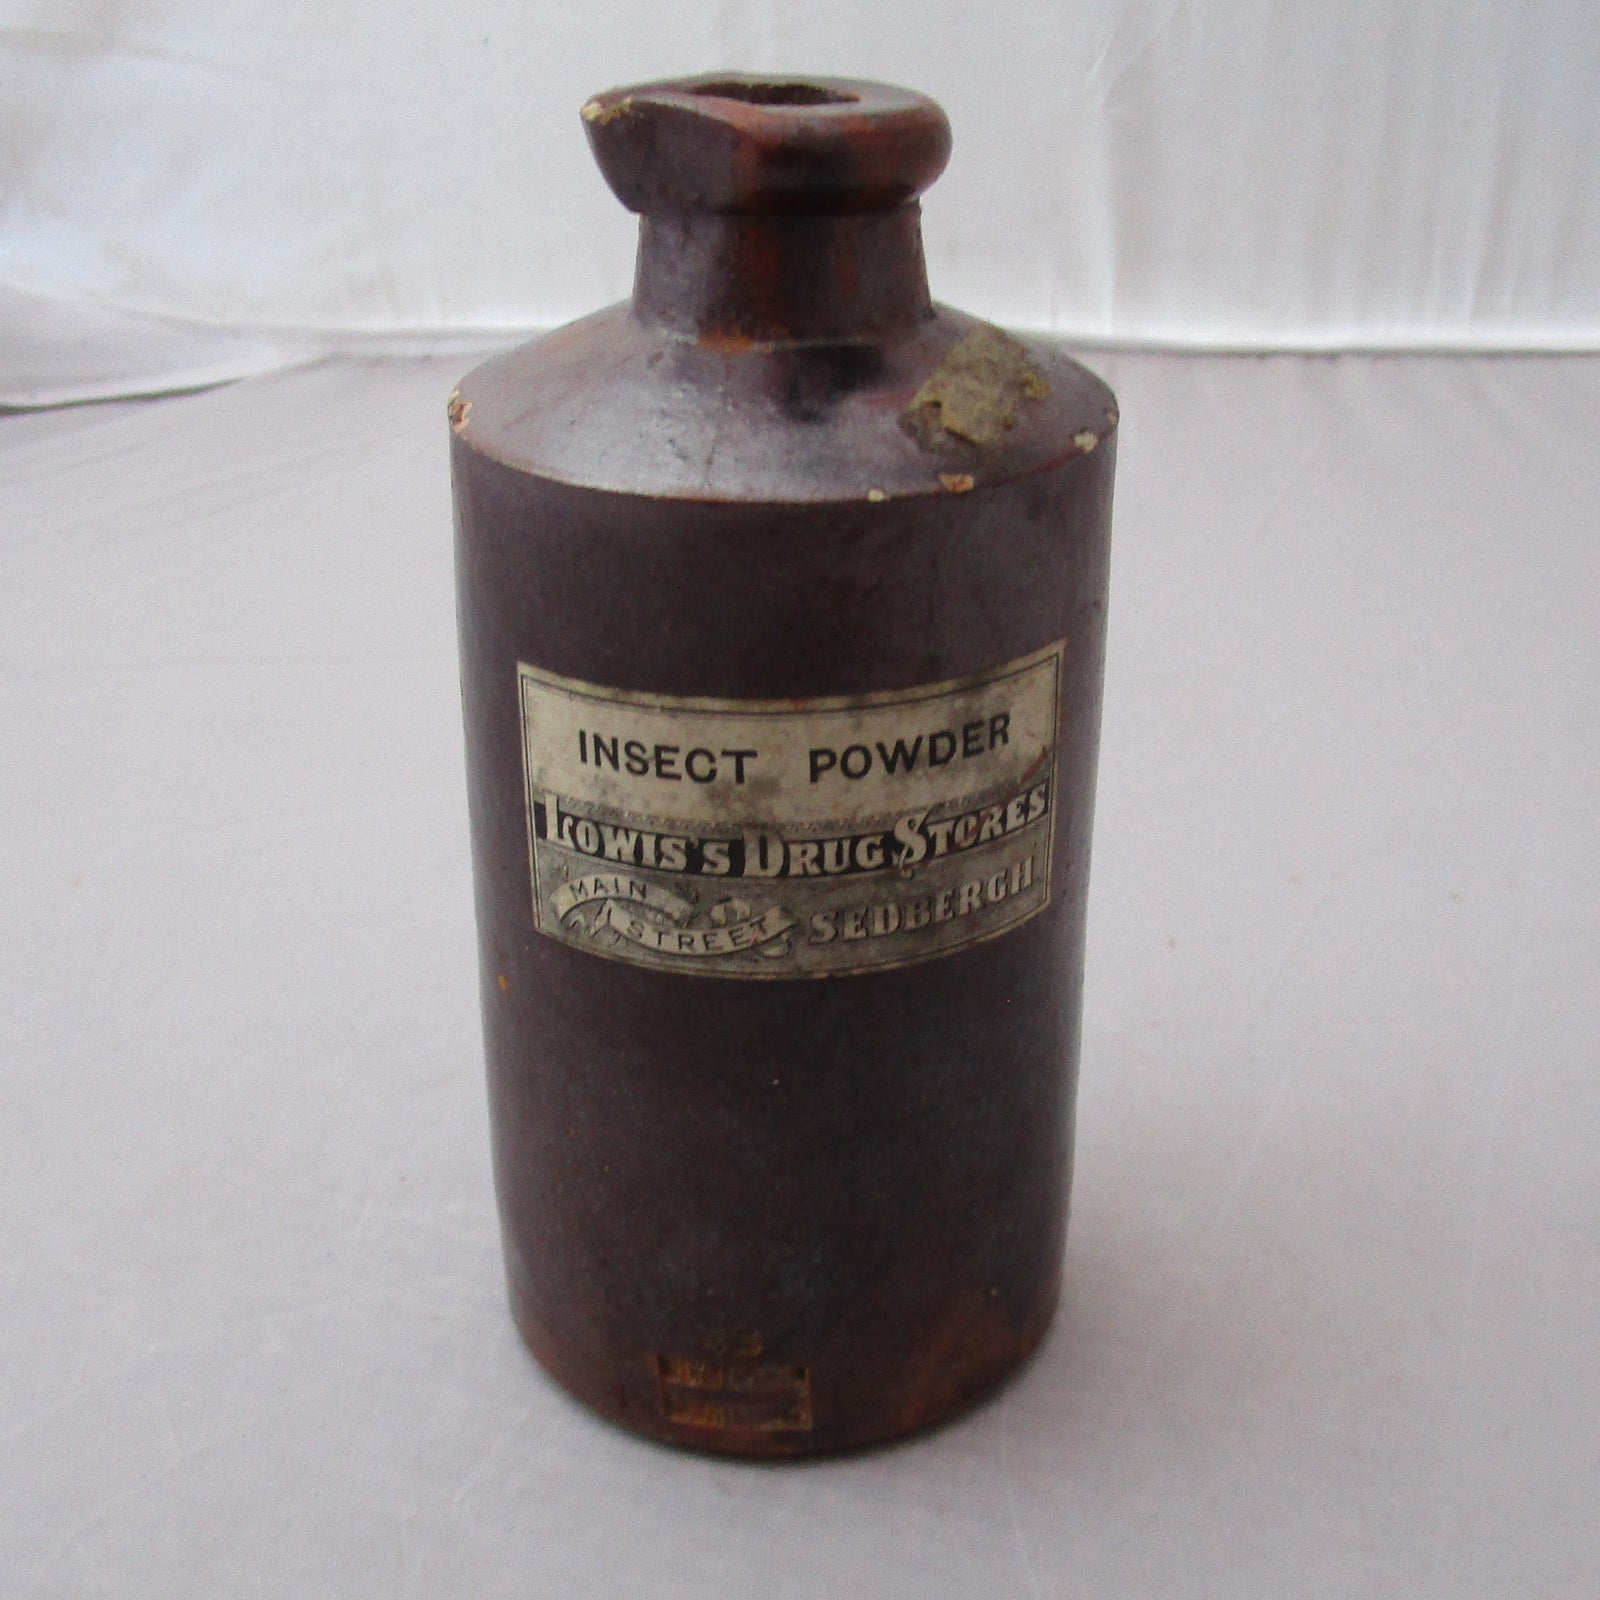 INSECT POWDER
LOWIS'S DRUG STORES
MAIN STREET SEDBERGH